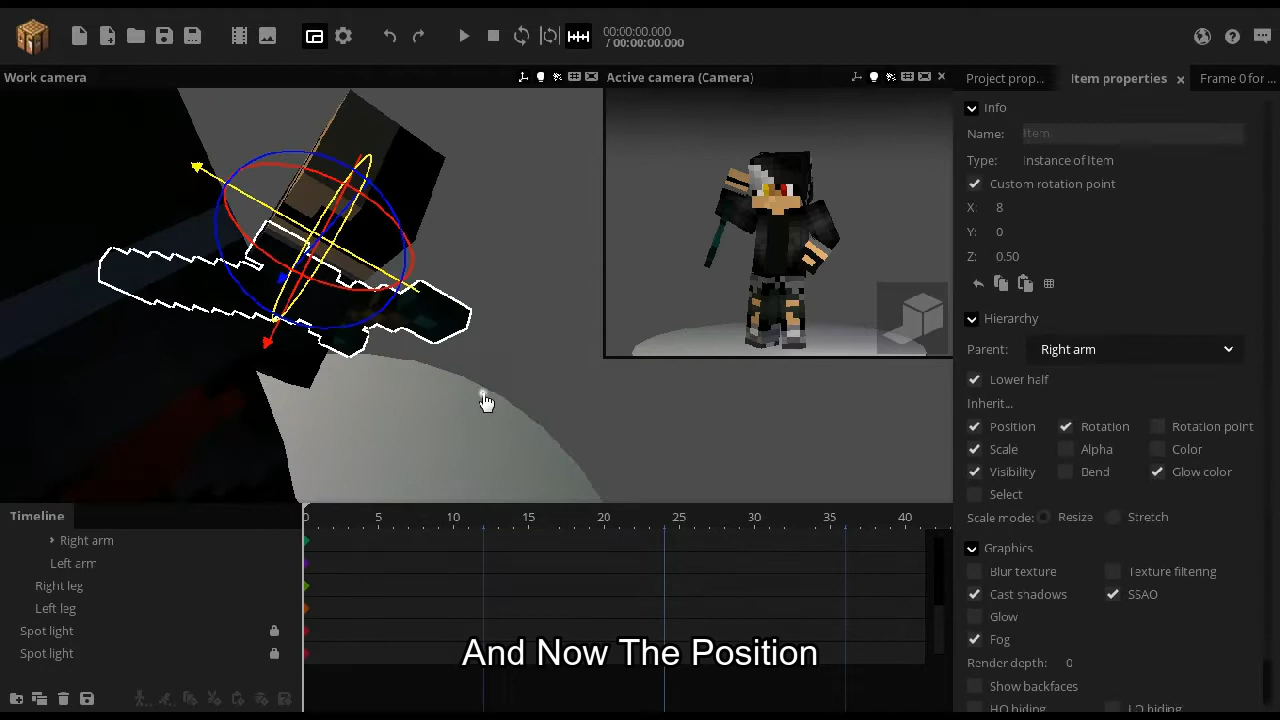 00:00:00.000
/ 00:00:00.000
Work camera
Active camera (Camera)
Project prop...
Item properties
Frame 0 for ...
Info
Name: Item
Type: Instance of Item
Custom rotation point
X: 8
Y: 0
Z: 0.50
Hierarchy
Parent: Right arm
Lower half
Inherit...
Position Rotation Rotation point
Scale Alpha Color
Visibility Bend Glow color
Select
Scale mode: Resize Stretch
Graphics
Blur texture Texture filtering
Cast shadows SSAO
Glow
Fog
Render depth: 0
Show backfaces
HQ hiding LQ hiding
Timeline
0 5 10 15 20 25 30 35 40
Right arm
Left arm
Right leg
Left leg
Spot light
Spot light
And Now The Position